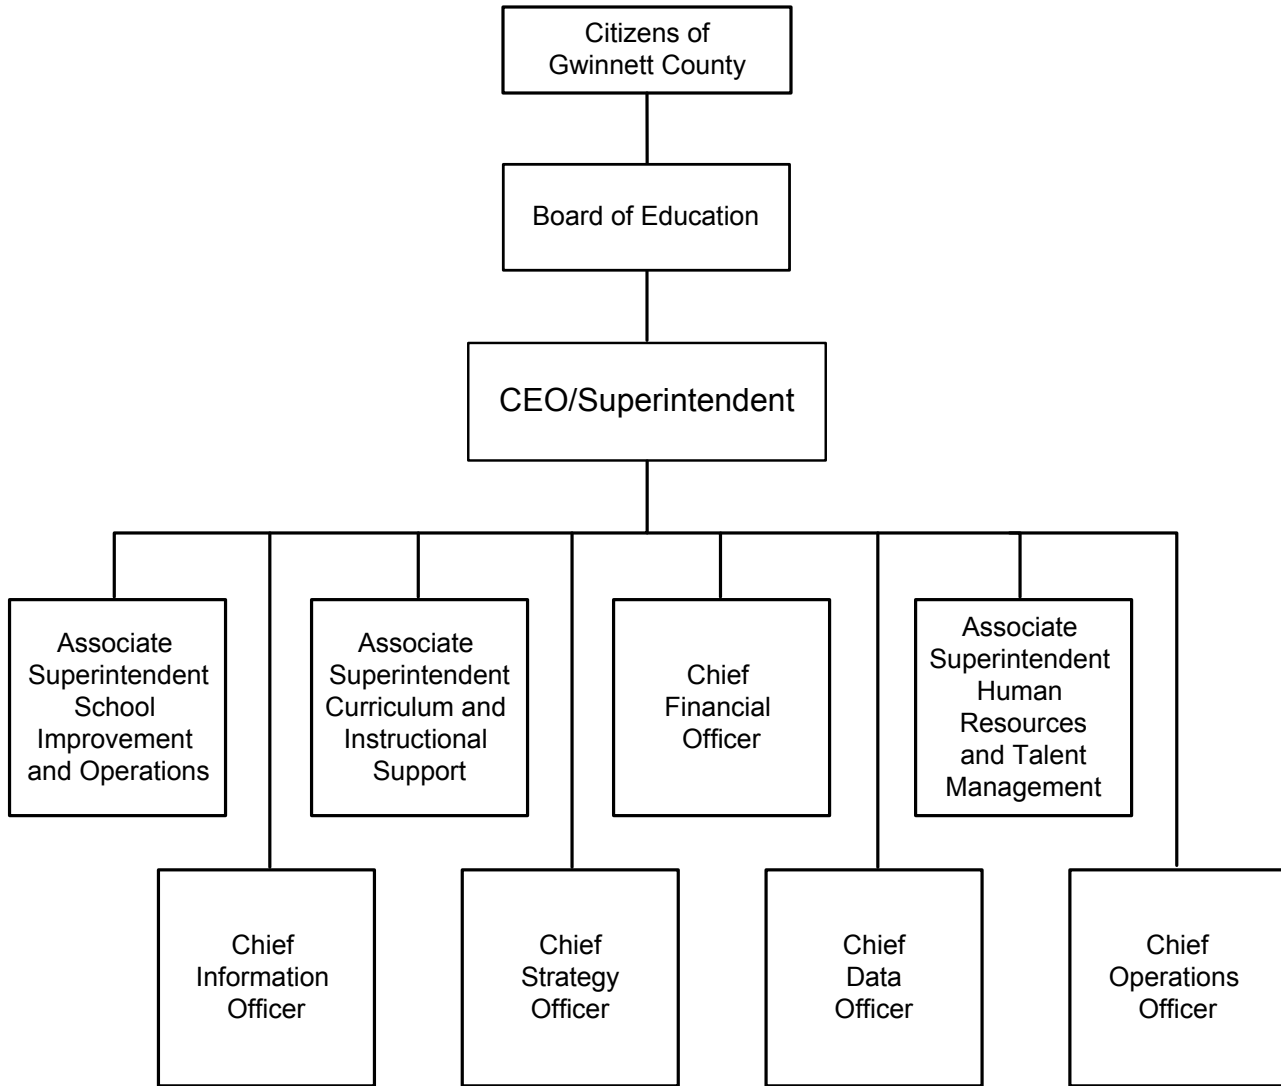 Citizens of
Gwinnett County
Board of Education
CEO/Superintendent
Associate
Superintendent
School
Improvement
and Operations
Associate
Superintendent
Curriculum and
Instructional
Support
Chief
Financial
Officer
Associate
Superintendent
Human
Resources
and Talent
Management
Chief
Information
Officer
Chief
Strategy
Officer
Chief
Data
Officer
Chief
Operations
Officer